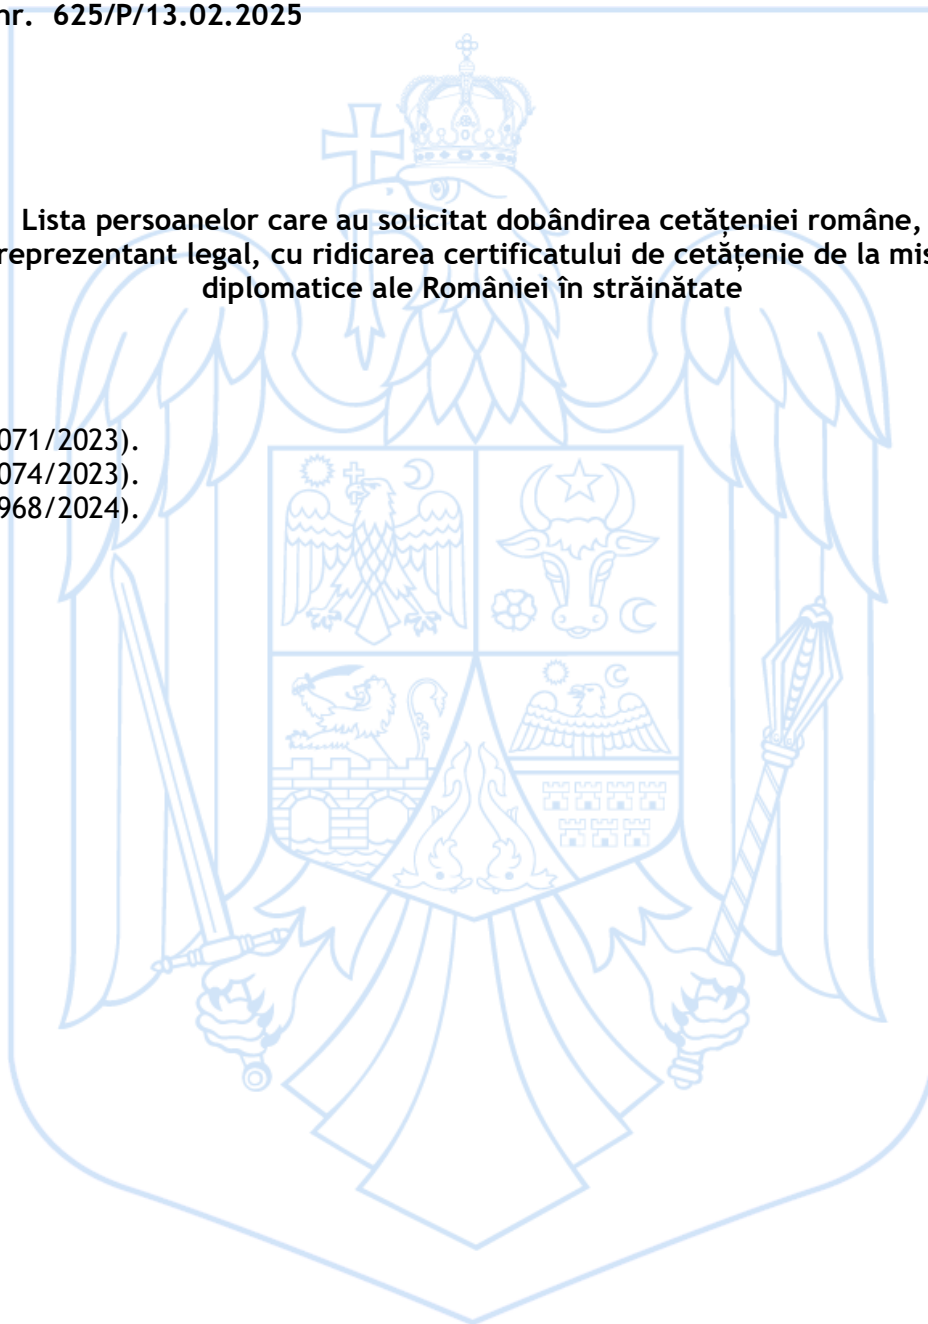 nr. 625/P/13.02.2025
Lista persoanelor care au solicitat dobândirea cetățeniei române,
reprezentant legal, cu ridicarea certificatului de cetățenie de la mis
diplomatice ale României în străinătate
071/2023).
074/2023).
968/2024).